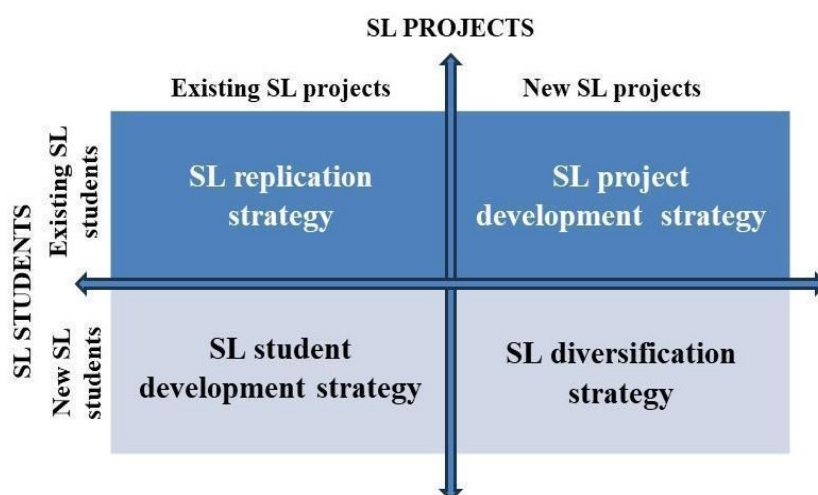 SL PROJECTS
Existing SL projects
New SL projects
SL STUDENTS
Existing SL
students
SL replication
strategy
SL project
development strategy
New SL
students
SL student
development strategy
SL diversification
strategy